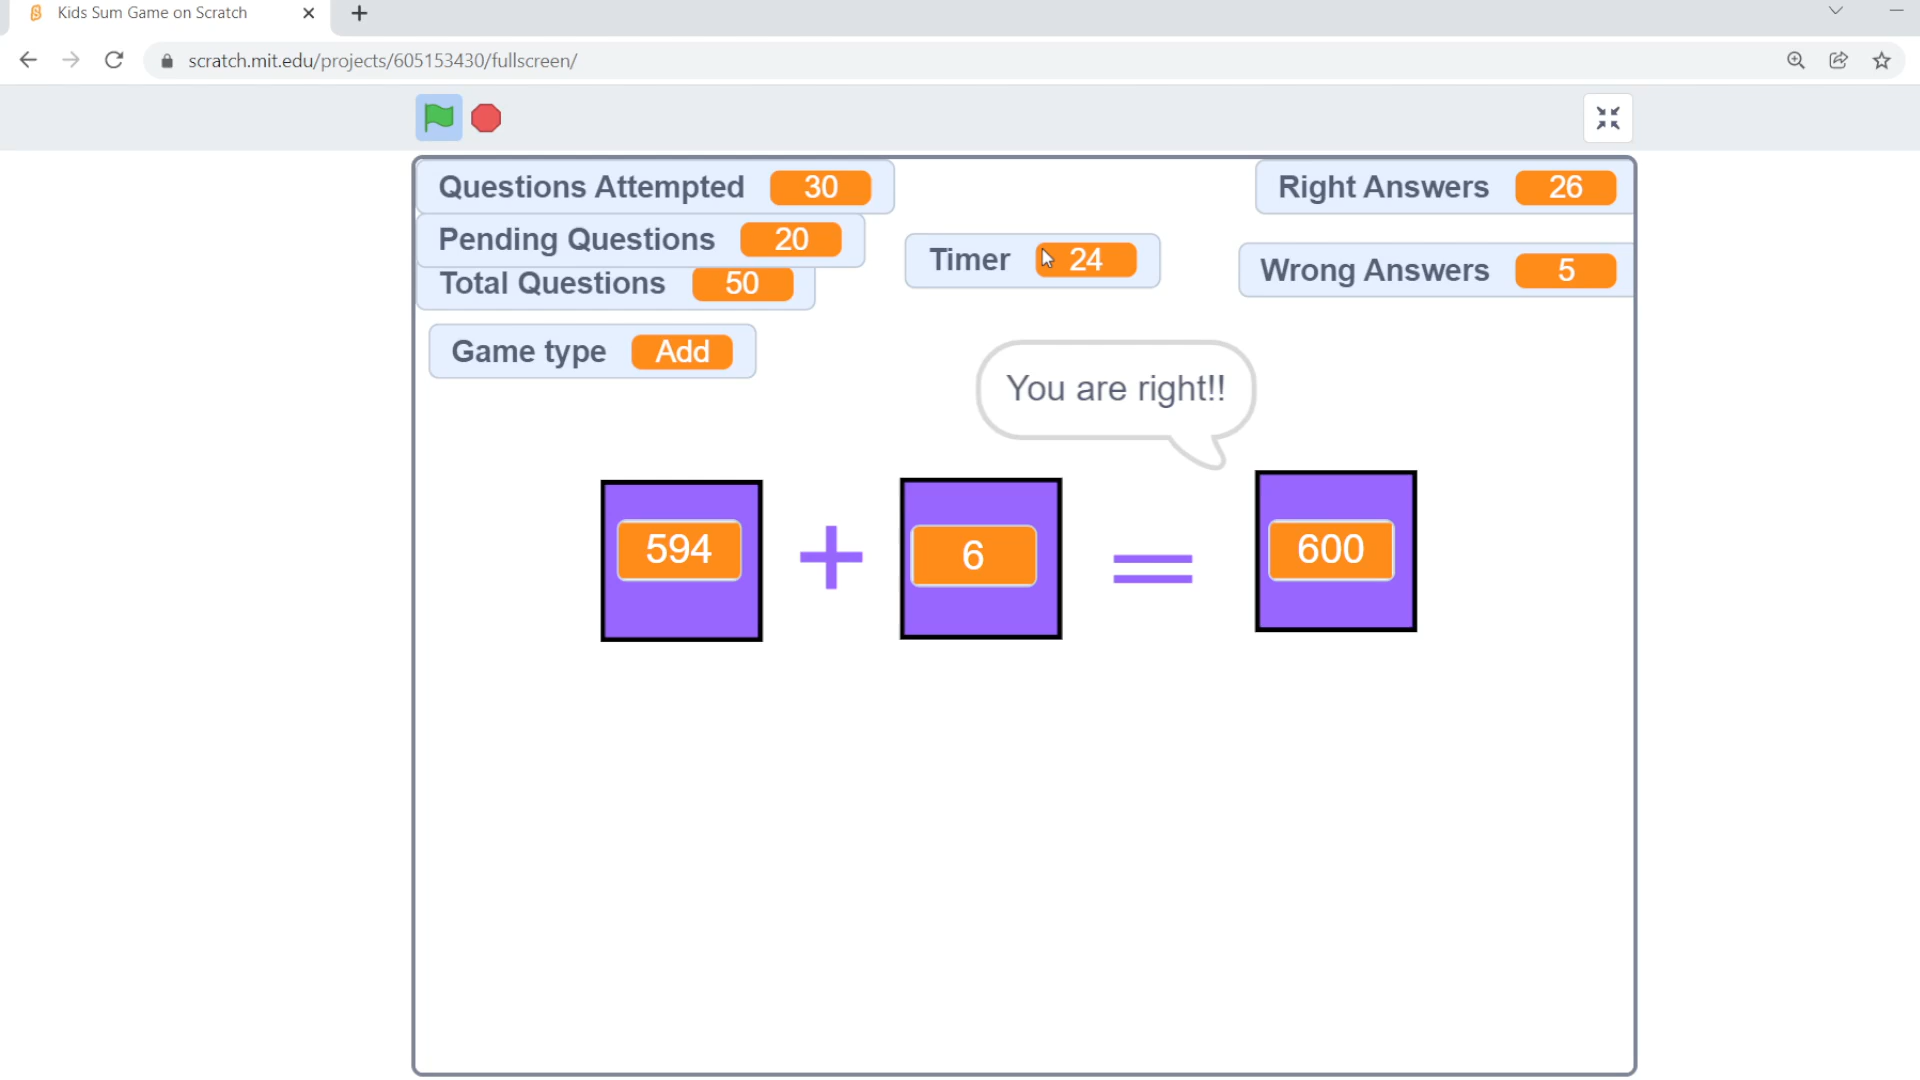 Kids Sum Game on Scratch
scratch.mit.edu/projects/605153430/fullscreen/
Questions Attempted 30
Right Answers 26
Pending Questions 20
Timer 24
Wrong Answers 5
Total Questions 50
Game type Add
You are right!!
594 + 6 = 600